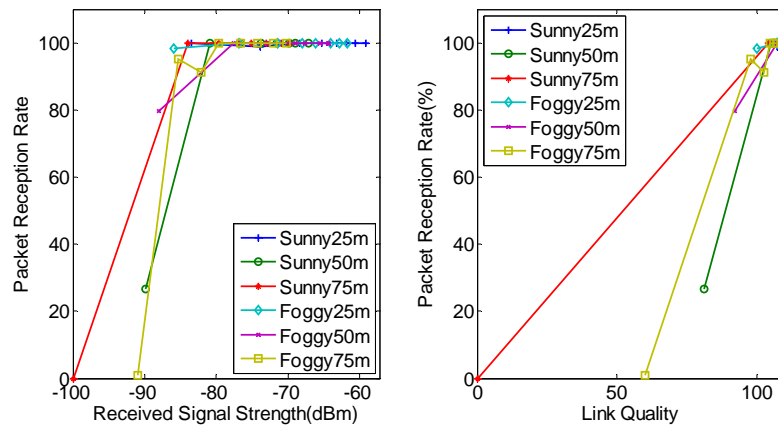 Packet Reception Rate
100
80
60
40
20
0
-100
-90
-80
-70
-60
Received Signal Strength(dBm)
Sunny25m
Sunny50m
Sunny75m
Foggy25m
Foggy50m
Foggy75m
Packet Reception Rate(%)
100
80
60
40
20
0
0
50
100
Link Quality
Sunny25m
Sunny50m
Sunny75m
Foggy25m
Foggy50m
Foggy75m